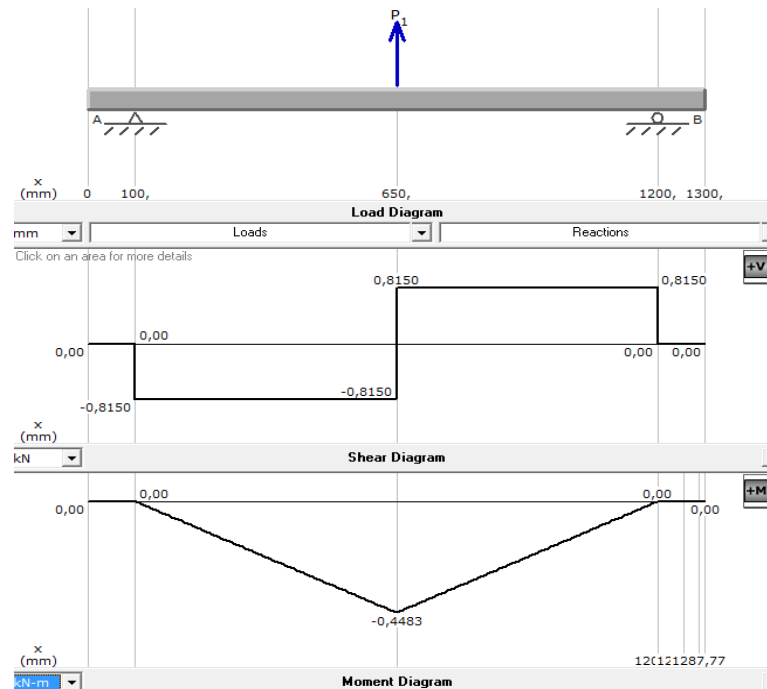 P1
A B
x
(mm) 0 100, 650, 1200, 1300,
Load Diagram
mm Loads Reactions
Click on an area for more details
+V
0,8150 0,8150
0,00
0,00 0,00 0,00
-0,8150
-0,8150
x
(mm)
kN Shear Diagram
0,00 0,00
+M
0,00 0,00
-0,4483
x
(mm)
87,77
kN-m Moment Diagram